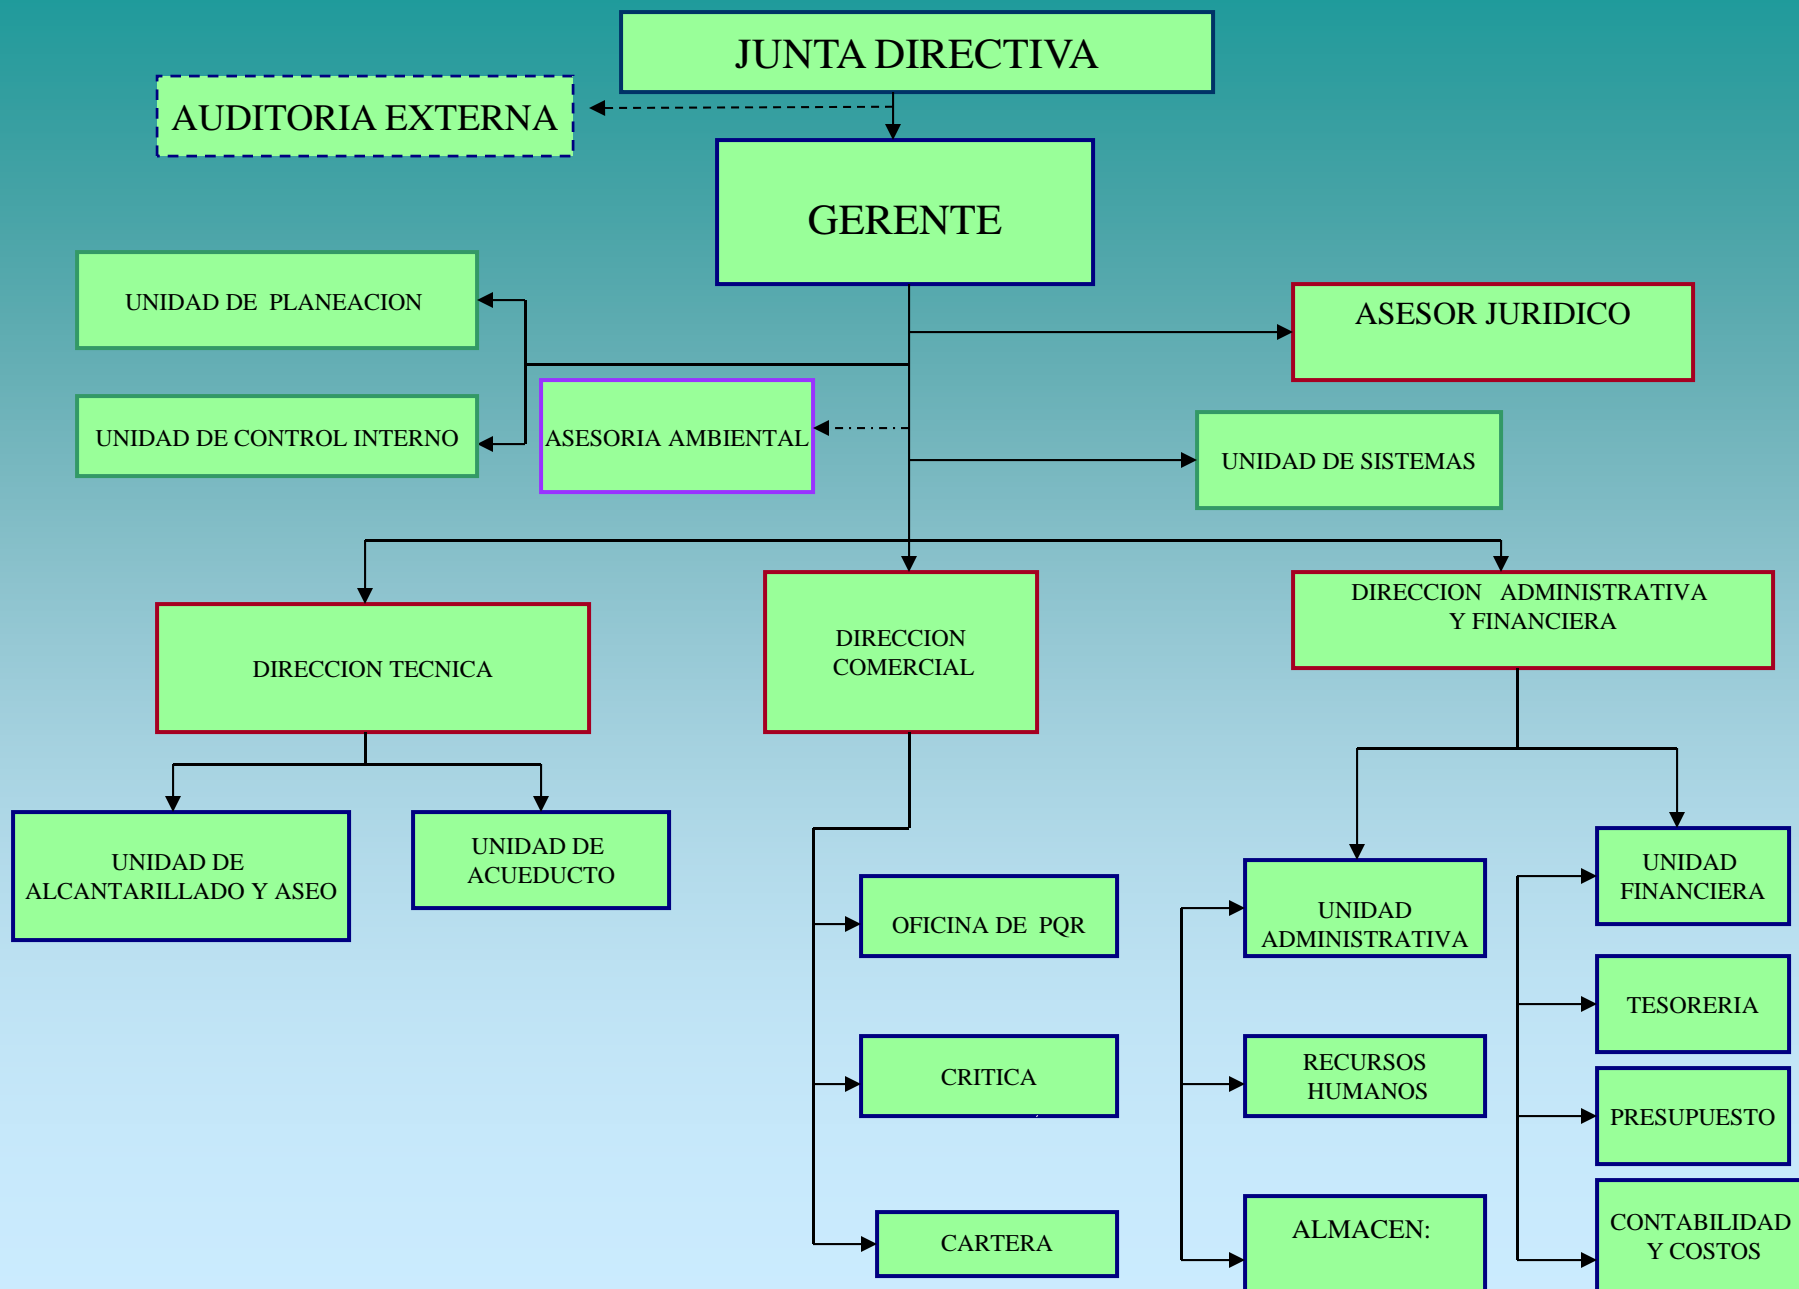 JUNTA DIRECTIVA
AUDITORIA EXTERNA
GERENTE
UNIDAD DE PLANEACION
ASESOR JURIDICO
UNIDAD DE CONTROL INTERNO
ASESORIA AMBIENTAL
UNIDAD DE SISTEMAS
DIRECCION TECNICA
DIRECCION
COMERCIAL
DIRECCION ADMINISTRATIVA
Y FINANCIERA
UNIDAD DE
ALCANTARILLADO Y ASEO
UNIDAD DE
ACUEDUCTO
OFICINA DE PQR
CRITICA
CARTERA
UNIDAD
ADMINISTRATIVA
RECURSOS
HUMANOS
ALMACEN:
UNIDAD
FINANCIERA
TESORERIA
PRESUPUESTO
CONTABILIDAD
Y COSTOS